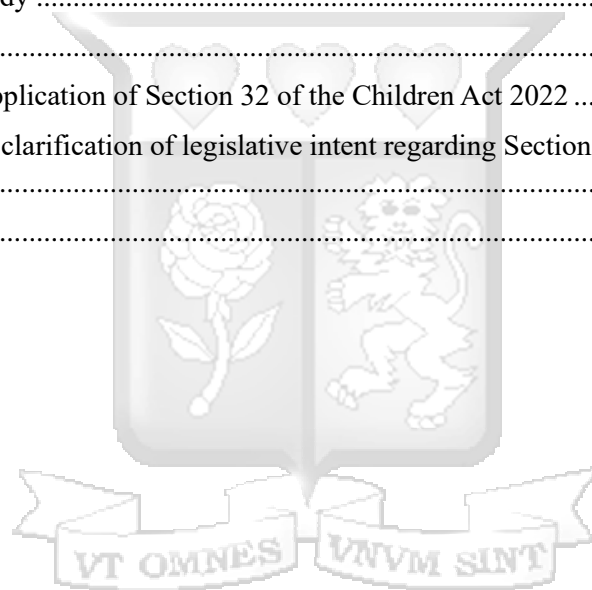 dy ..........................................................................................
..........................................................................................
pplication of Section 32 of the Children Act 2022 ...
clarification of legislative intent regarding Section
..........................................................................................
..........................................................................................
VT OMNES VNVM SINT